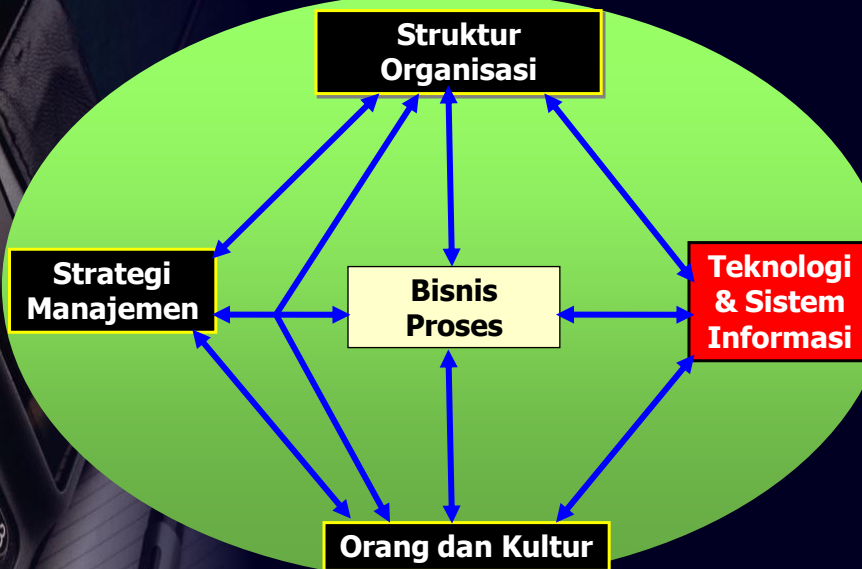 Struktur
Organisasi
Strategi
Manajemen
Bisnis
Proses
Teknologi
& Sistem
Informasi
Orang dan Kultur